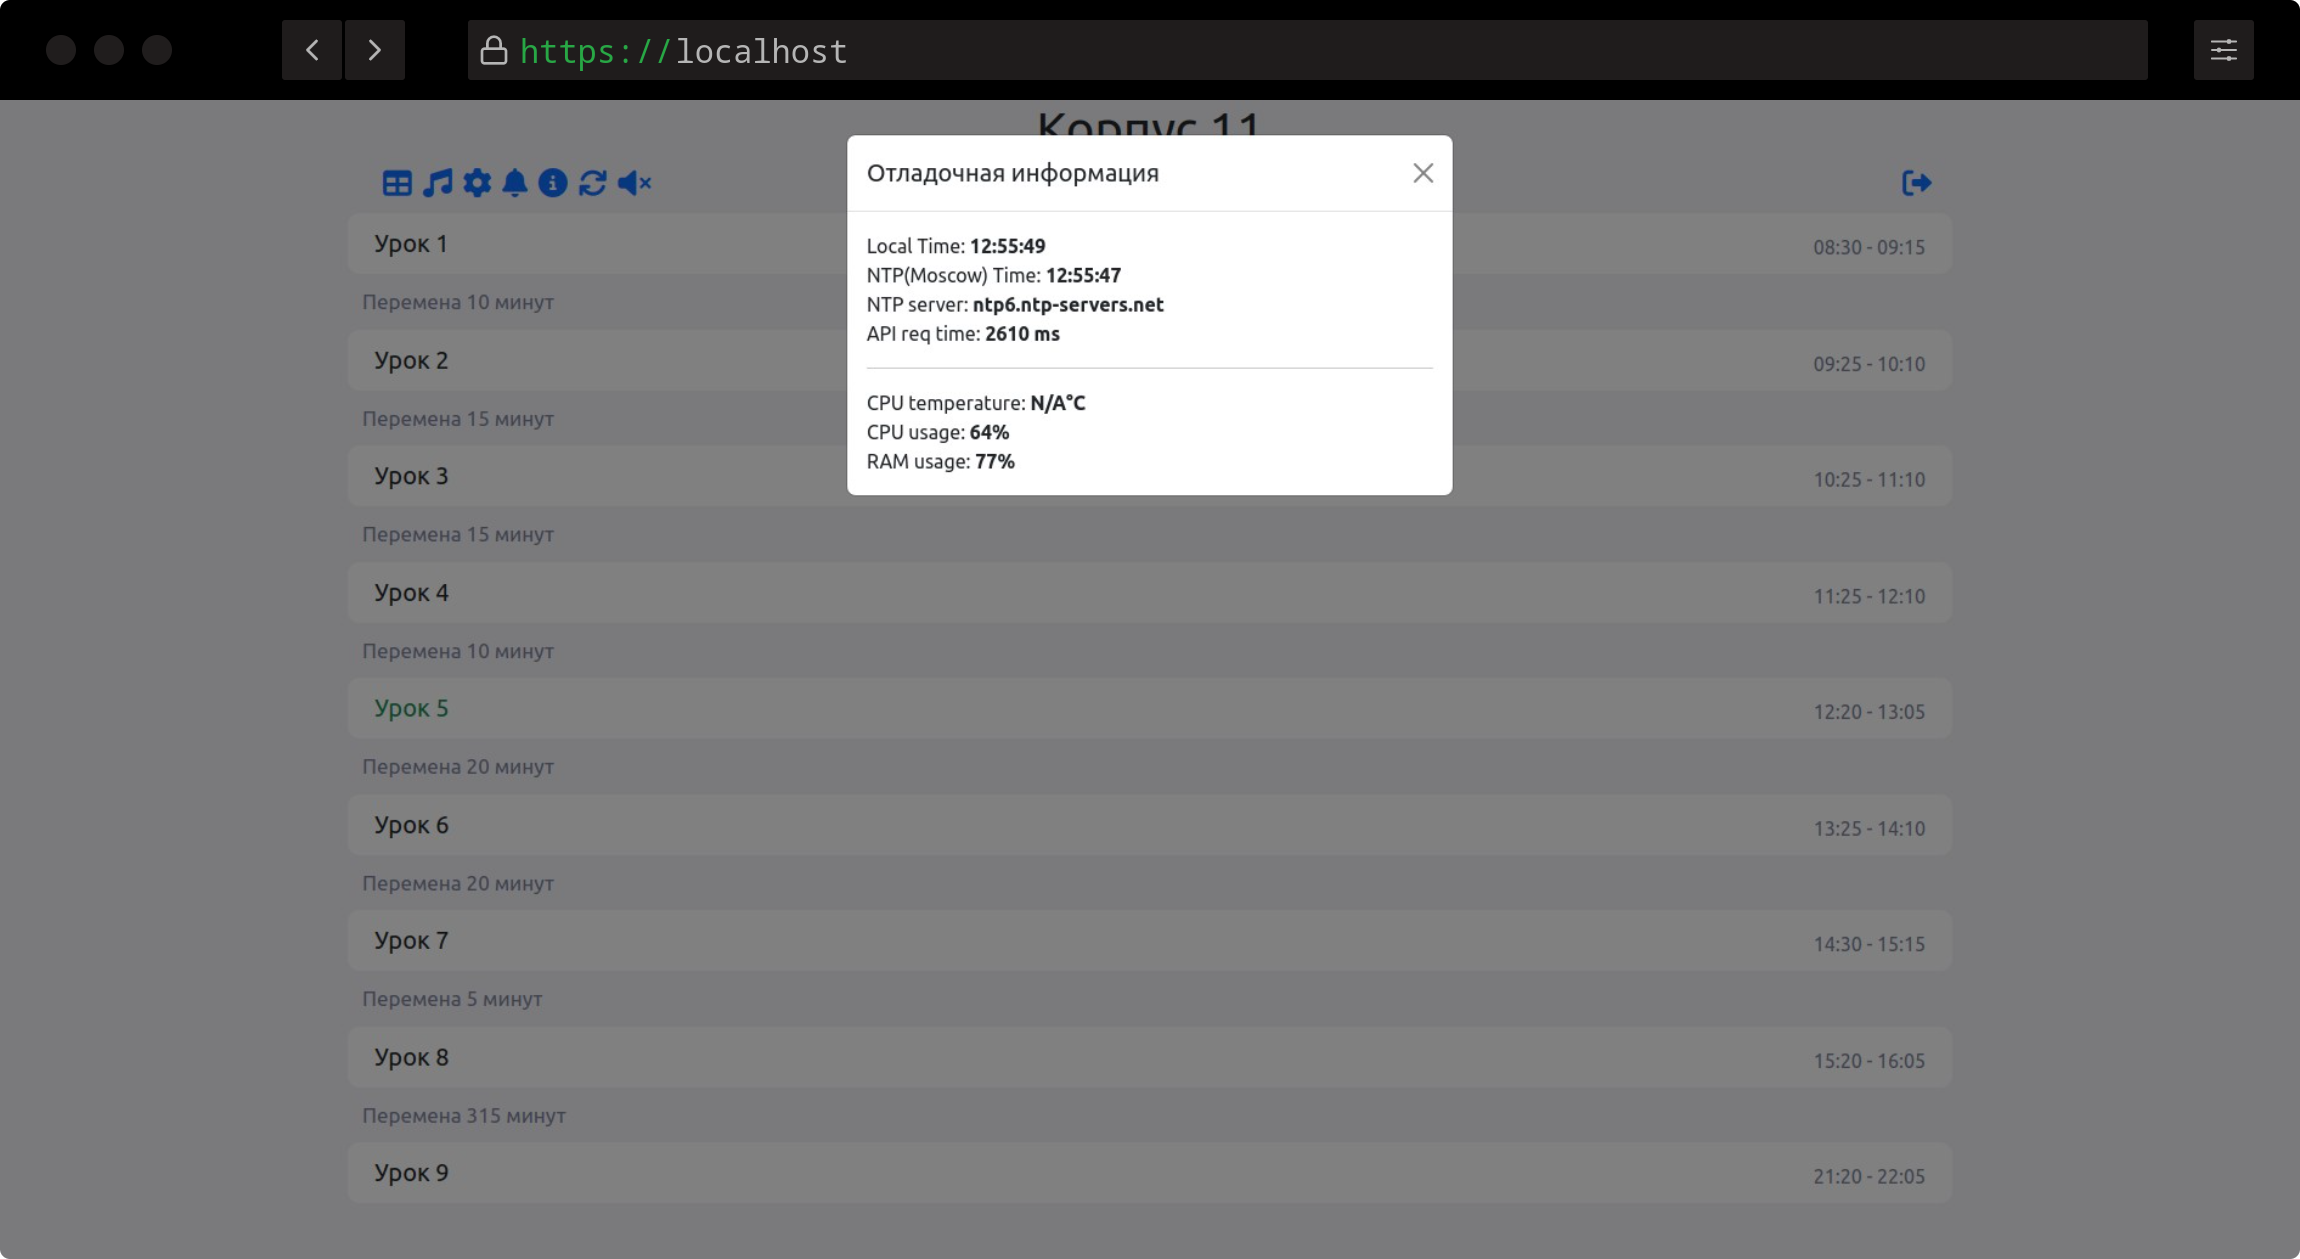 https://localhost
Корпус 11
Отладочная информация
Local Time: 12:55:49
NTP(Moscow) Time: 12:55:47
NTP server: ntp6.ntp-servers.net
API req time: 2610 ms
CPU temperature: N/A°C
CPU usage: 64%
RAM usage: 77%
Урок 1 08:30 - 09:15
Перемена 10 минут
Урок 2 09:25 - 10:10
Перемена 15 минут
Урок 3 10:25 - 11:10
Перемена 15 минут
Урок 4 11:25 - 12:10
Перемена 10 минут
Урок 5 12:20 - 13:05
Перемена 20 минут
Урок 6 13:25 - 14:10
Перемена 20 минут
Урок 7 14:30 - 15:15
Перемена 5 минут
Урок 8 15:20 - 16:05
Перемена 315 минут
Урок 9 21:20 - 22:05